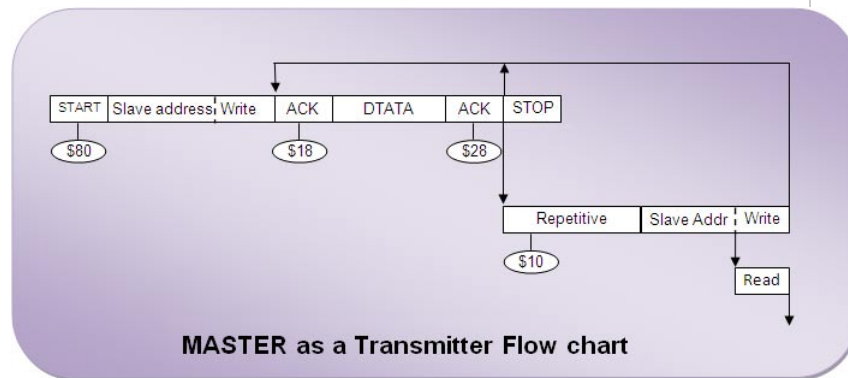 START Slave address Write ACK DTATA ACK STOP
$80 $18 $28
Repetitive Slave Addr Write
$10
Read
MASTER as a Transmitter Flow chart